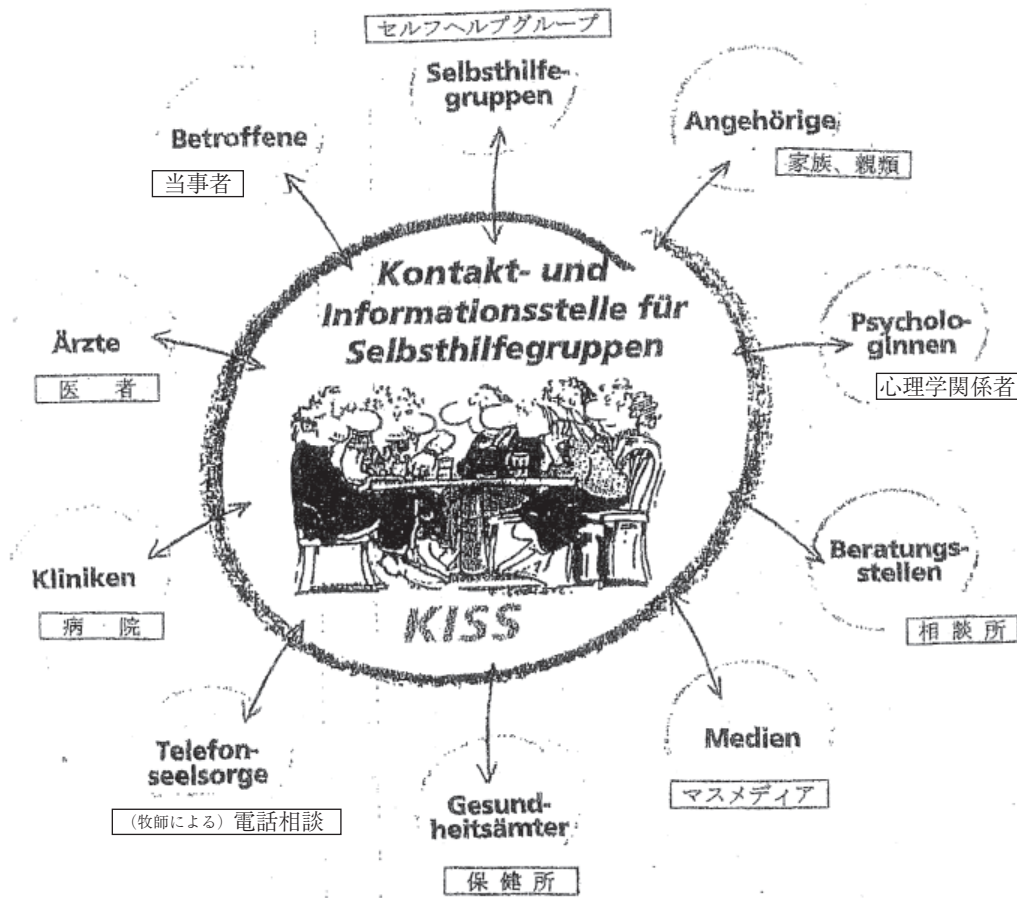 セルフヘルプグループ
Selbsthilfe-
gruppen
Betroffene
当事者
Angehörige
家族、親類
Kontakt- und
Informationsstelle für
Selbsthilfegruppen
Ärzte
医者
Psycholo-
ginnen
心理学関係者
Kliniken
病院
Beratungs-
stellen
相談所
KISS
Telefon-
seelsorge
(牧師による) 電話相談
Gesund-
heitsämter
保健所
Medien
マスメディア